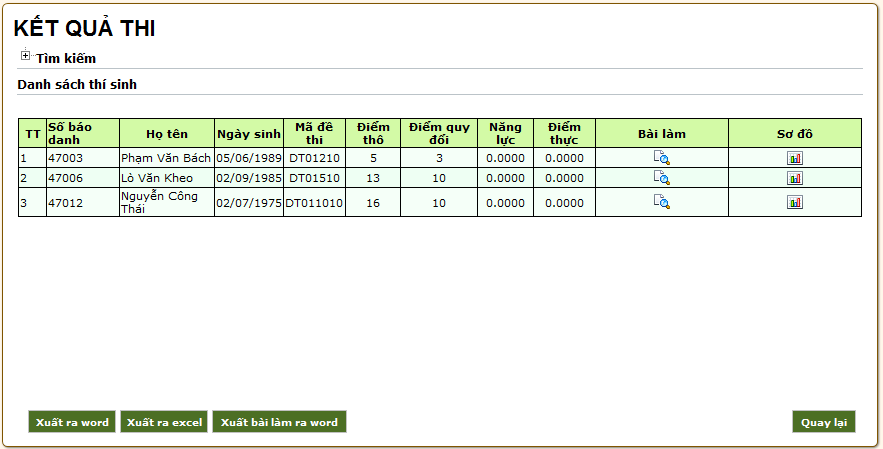 KẾT QUẢ THI
Tìm kiếm
Danh sách thí sinh
TT Số báo danh Họ tên Ngày sinh Mã đề thi Điểm thô Điểm quy đổi Năng lực Điểm thực Bài làm Sơ đồ
1 47003 Phạm Văn Bách 05/06/1989 DT01210 5 3 0.0000 0.0000
2 47006 Lò Văn Kheo 02/09/1985 DT01510 13 10 0.0000 0.0000
3 47012 Nguyễn Công Thái 02/07/1975 DT011010 16 10 0.0000 0.0000
Xuất ra word Xuất ra excel Xuất bài làm ra word Quay lại